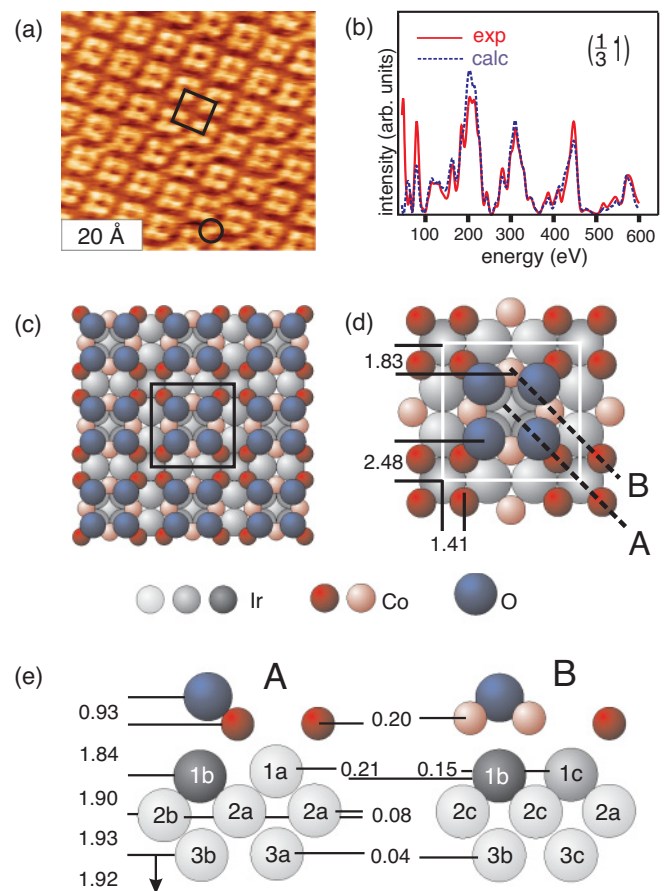 (a)
20 Å
(b)
intensity (arb. units)
exp
calc
(1/3 1)
100 200 300 400 500 600
energy (eV)
(c)
(d)
1.83
2.48
1.41
B
A
Ir
Co
O
(e)
A
B
0.93
0.20
1.84
1b
1a
0.21
0.15
1b
1c
1.90
2b
2a
2a
0.08
2c
2c
2a
1.93
3b
3a
0.04
3b
3c
1.92